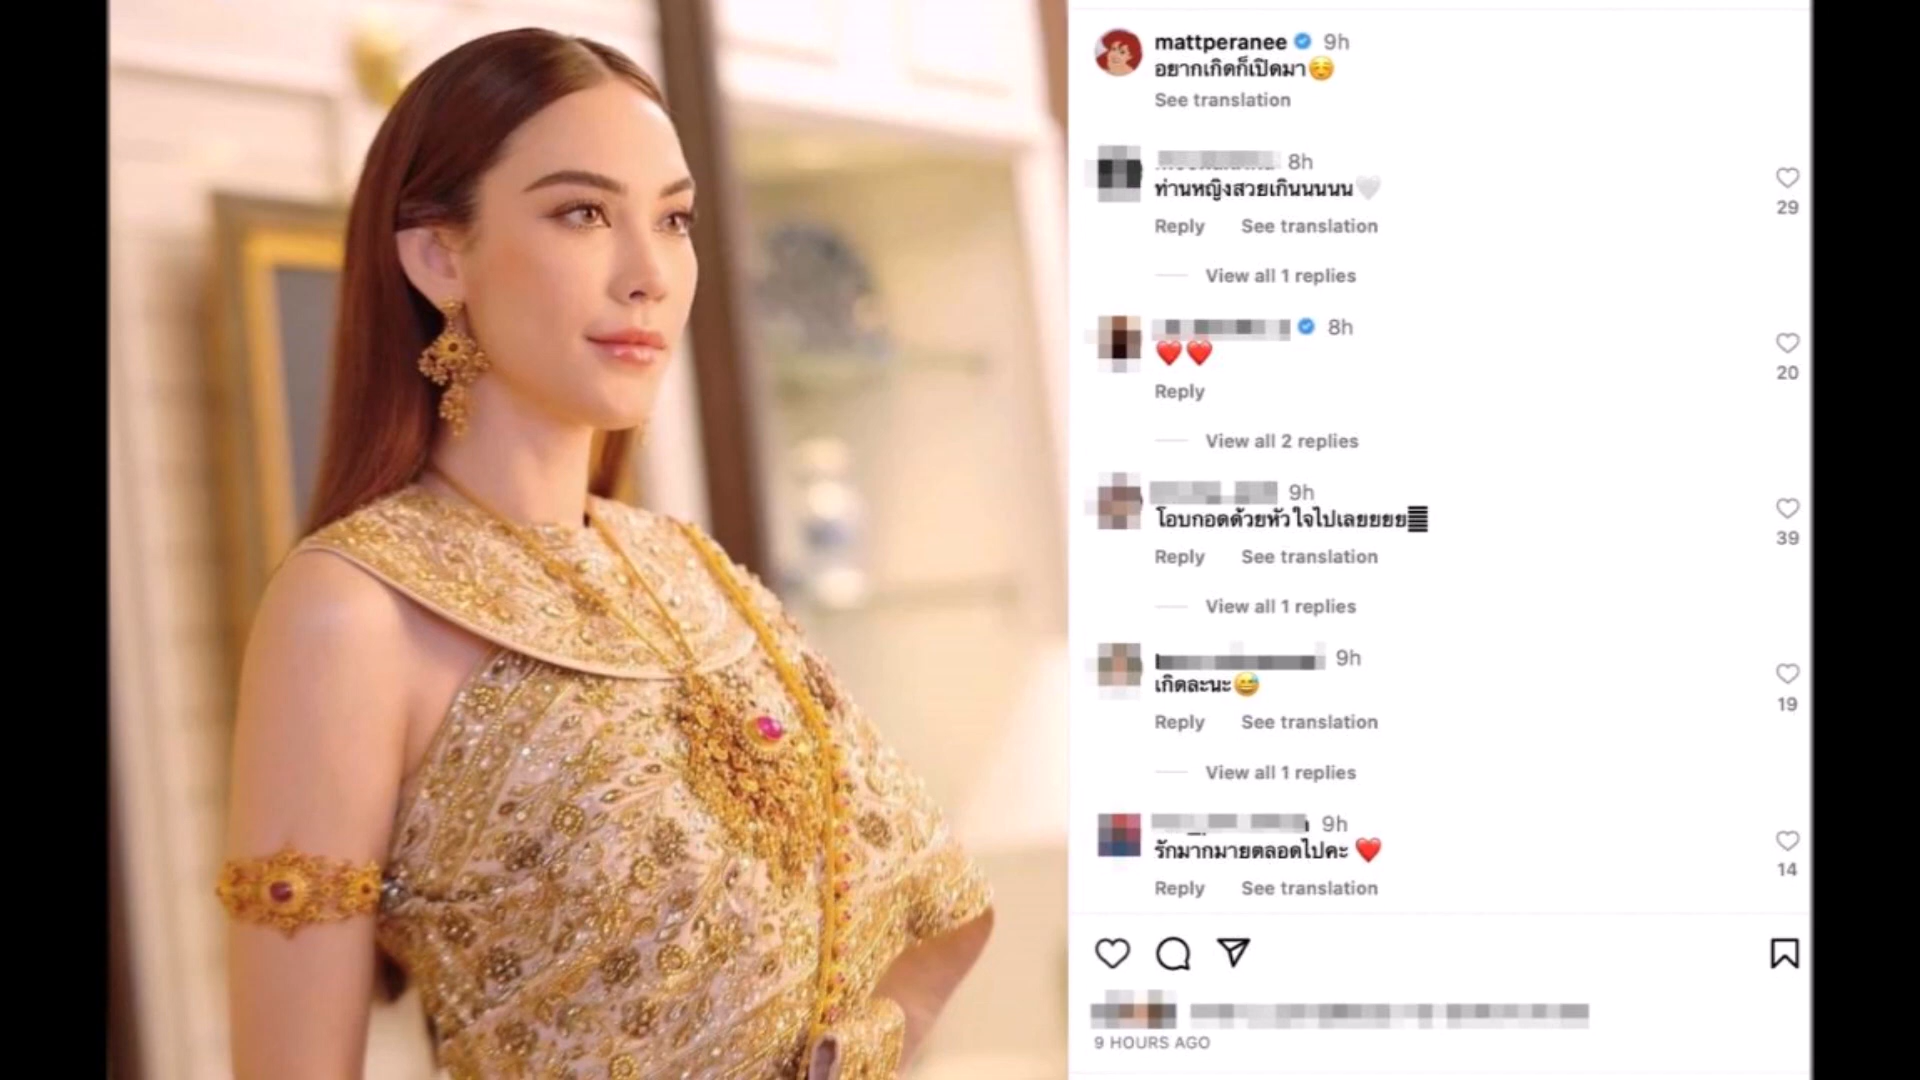 mattperanee 9h
อยากเกิดก็เปิดมา☺️
See translation
8h
ท่านหญิงสวยเกินนนนน🤍
29
Reply See translation
View all 1 replies
8h
❤️❤️
20
Reply
View all 2 replies
9h
โอบกอดด้วยหัวใจไปเลยยยย
39
Reply See translation
View all 1 replies
9h
เกิดละนะ😅
19
Reply See translation
View all 1 replies
9h
รักมากมายตลอดไปคะ ❤️
14
Reply See translation
9 HOURS AGO